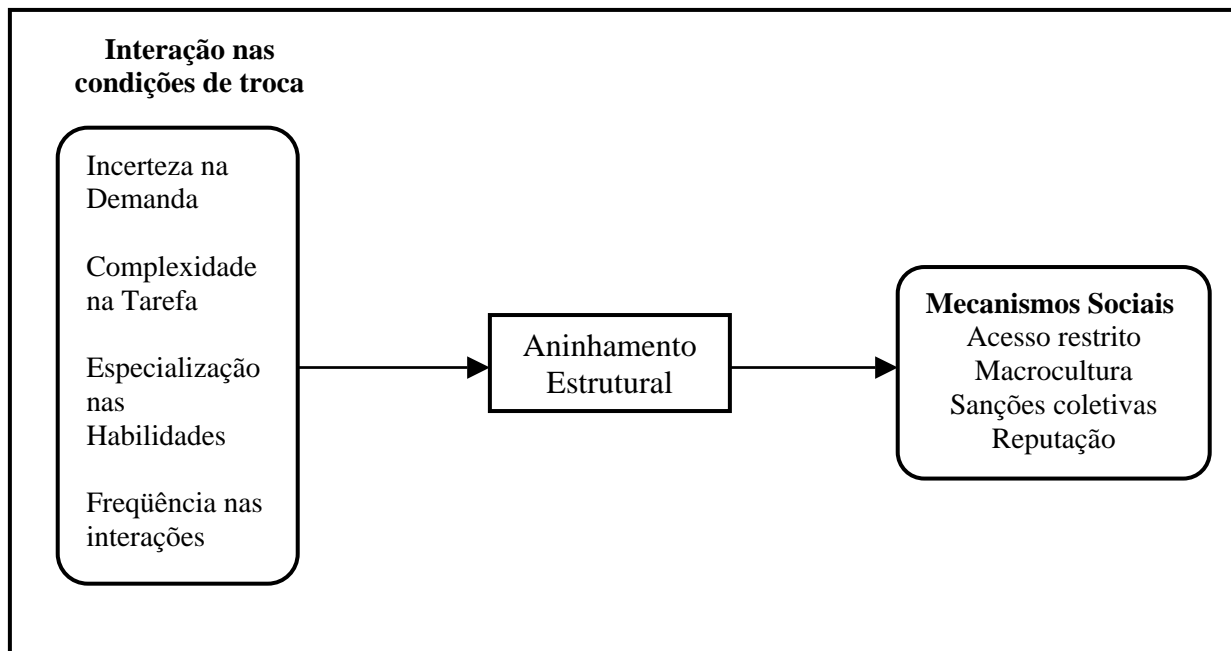 Interação nas
condições de troca
Incerteza na
Demanda
Complexidade
na Tarefa
Especialização
nas
Habilidades
Freqüência nas
interações
Aninhamento
Estrutural
Mecanismos Sociais
Acesso restrito
Macrocultura
Sanções coletivas
Reputação